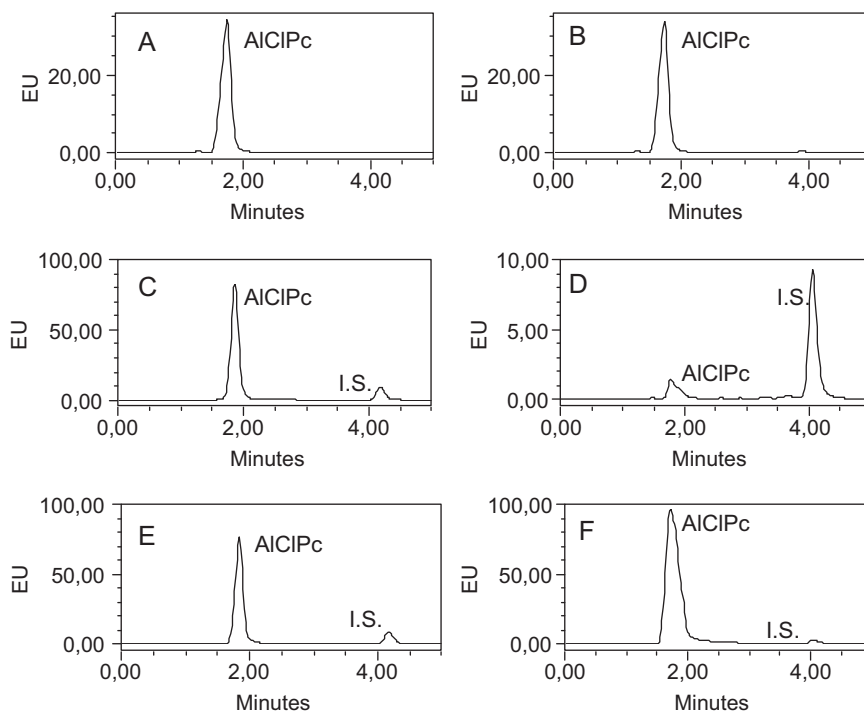 A
AlClPc
EU
20,00
0,00
0,00
2,00
4,00
Minutes
B
AlClPc
EU
20,00
0,00
0,00
2,00
4,00
Minutes
C
AlClPc
I.S.
EU
100,00
50,00
0,00
0,00
2,00
4,00
Minutes
D
I.S.
AlClPc
EU
10,00
5,00
0,00
0,00
2,00
4,00
Minutes
E
AlClPc
I.S.
EU
100,00
50,00
0,00
0,00
2,00
4,00
Minutes
F
AlClPc
I.S.
EU
100,00
50,00
0,00
0,00
2,00
4,00
Minutes